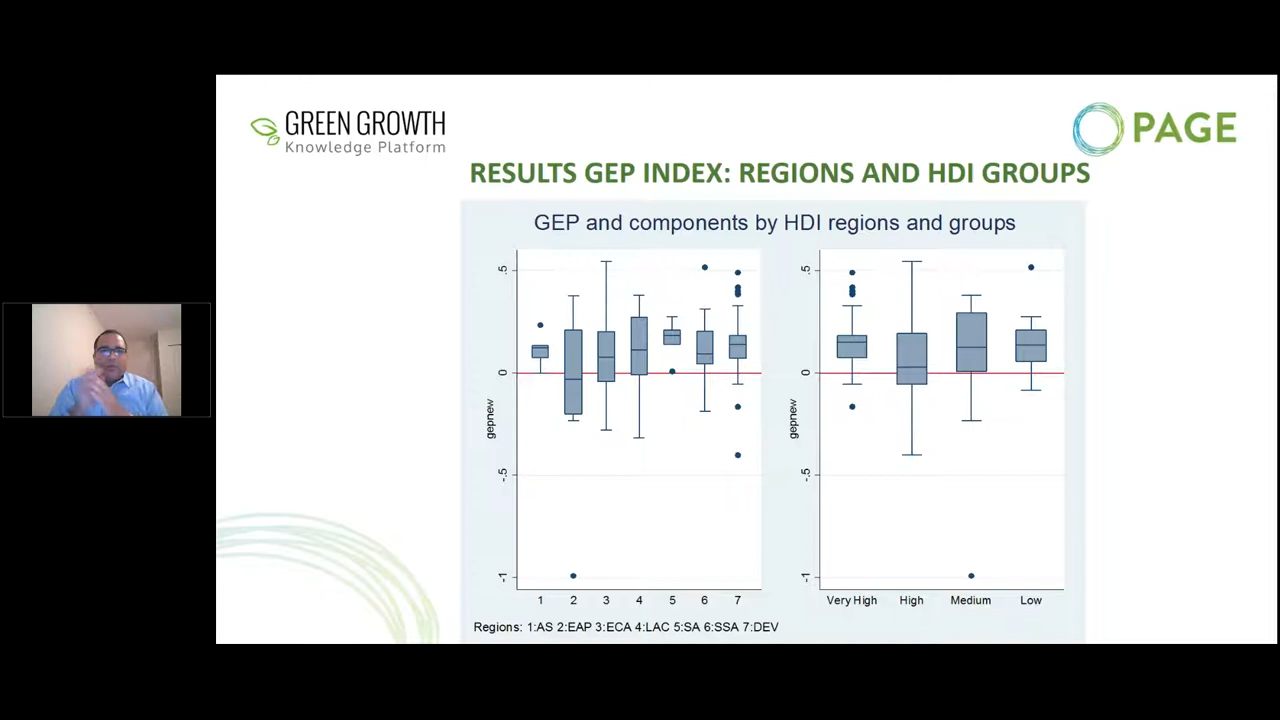 GREEN GROWTH
Knowledge Platform
PAGE
RESULTS GEP INDEX: REGIONS AND HDI GROUPS
GEP and components by HDI regions and groups
gepnew
.5
0
-.5
-1
1 2 3 4 5 6 7
gepnew
.5
0
-.5
-1
Very High High Medium Low
Regions: 1:AS 2:EAP 3:ECA 4:LAC 5:SA 6:SSA 7:DEV